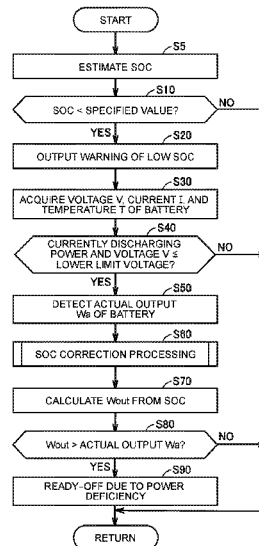 START
S5
ESTIMATE SOC
S10
SOC < SPECIFIED VALUE?
NO
YES
S20
OUTPUT WARNING OF LOW SOC
S30
ACQUIRE VOLTAGE V, CURRENT I, AND
TEMPERATURE T OF BATTERY
S40
CURRENTLY DISCHARGING
POWER AND VOLTAGE V ≤
LOWER LIMIT VOLTAGE?
NO
YES
S50
DETECT ACTUAL OUTPUT
Wa OF BATTERY
S60
SOC CORRECTION PROCESSING
S70
CALCULATE Wout FROM SOC
S80
Wout > ACTUAL OUTPUT Wa?
NO
YES
S90
READY-OFF DUE TO POWER
DEFICIENCY
RETURN